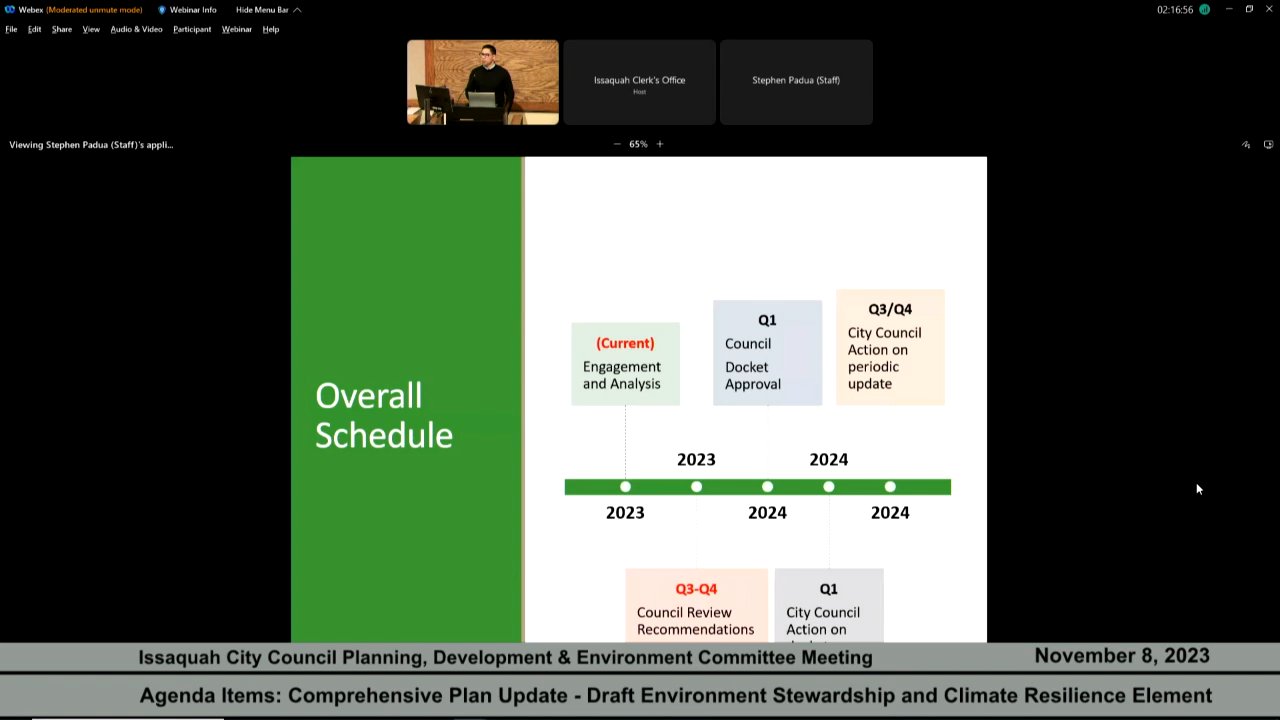 Webex (Moderated unmute mode) Webinar Info Hide Menu Bar 02:16:56
File Edit Share View Audio & Video Participant Webinar Help
Issaquah Clerk's Office
Host
Stephen Padua (Staff)
Viewing Stephen Padua (Staff)'s appli...
65%
Overall
Schedule
(Current)
Engagement
and Analysis
Q1
Council
Docket
Approval
Q3/Q4
City Council
Action on
periodic
update
2023 2024
2023 2024 2024
Q3-Q4
Council Review
Recommendations
Q1
City Council
Action on
Issaquah City Council Planning, Development & Environment Committee Meeting November 8, 2023
Agenda Items: Comprehensive Plan Update - Draft Environment Stewardship and Climate Resilience Element